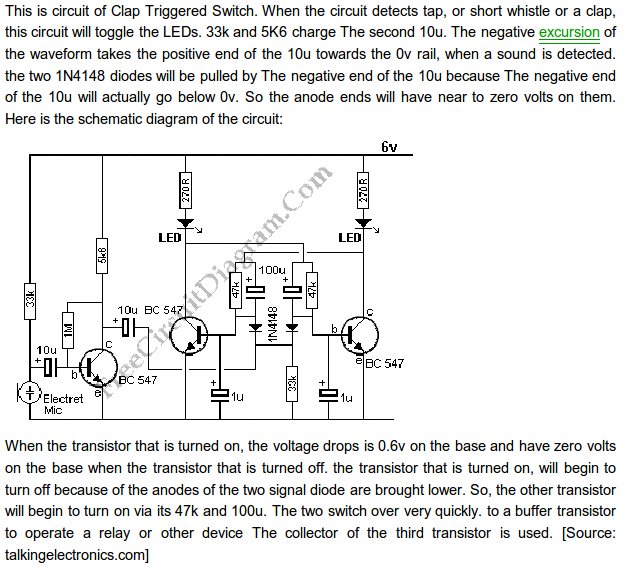 This is circuit of Clap Triggered Switch. When the circuit detects tap, or short whistle or a clap,
this circuit will toggle the LEDs. 33k and 5K6 charge The second 10u. The negative excursion of
the waveform takes the positive end of the 10u towards the 0v rail, when a sound is detected.
the two 1N4148 diodes will be pulled by The negative end of the 10u because The negative end
of the 10u will actually go below 0v. So the anode ends will have near to zero volts on them.
Here is the schematic diagram of the circuit:
6v
270R
270R
LED
LED
5k6
100u
+
+
47k
47k
33k
10u
BC 547
1N4148
1M
+
c
c
10u
+
b
b
BC 547
e
e
BC 547
Electret
Mic
+
1u
33k
+
1u
FreeCircuitDiagram.Com
When the transistor that is turned on, the voltage drops is 0.6v on the base and have zero volts
on the base when the transistor that is turned off. the transistor that is turned on, will begin to
turn off because of the anodes of the two signal diode are brought lower. So, the other transistor
will begin to turn on via its 47k and 100u. The two switch over very quickly. to a buffer transistor
to operate a relay or other device The collector of the third transistor is used. [Source:
talkingelectronics.com]